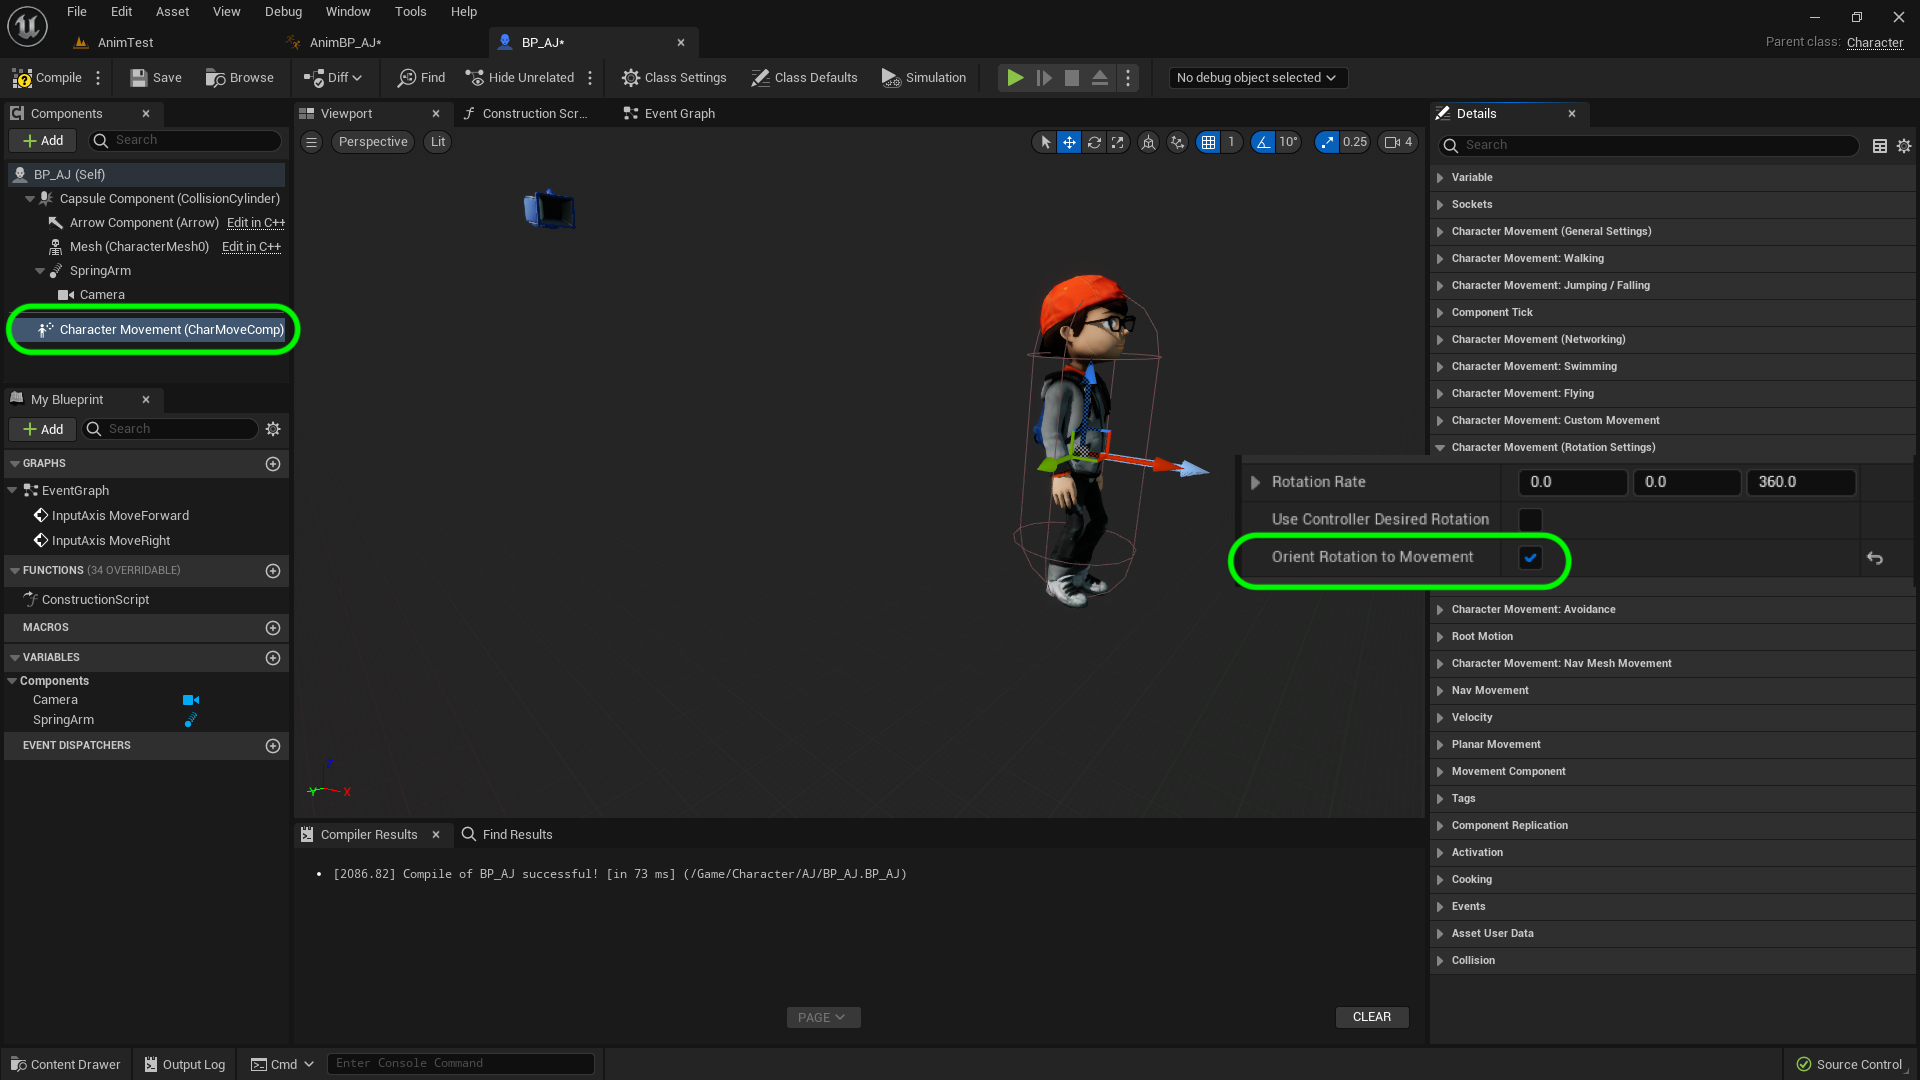 File Edit Asset View Debug Window Tools Help
AnimTest
AnimBP_AJ*
BP_AJ*
Parent class: Character
Compile
Save
Browse
Diff
Find
Hide Unrelated
Class Settings
Class Defaults
Simulation
No debug object selected
Components
Add
Search
BP_AJ (Self)
Capsule Component (CollisionCylinder)
Arrow Component (Arrow) Edit in C++
Mesh (CharacterMesh0) Edit in C++
SpringArm
Camera
Character Movement (CharMoveComp)
My Blueprint
Add
Search
GRAPHS
EventGraph
InputAxis MoveForward
InputAxis MoveRight
FUNCTIONS (34 OVERRIDABLE)
ConstructionScript
MACROS
VARIABLES
Components
Camera
SpringArm
EVENT DISPATCHERS
Viewport
Construction Scr...
Event Graph
Perspective
Lit
1
10°
0.25
4
Z
Y
X
Compiler Results
Find Results
[2086.82] Compile of BP_AJ successful! [in 73 ms] (/Game/Character/AJ/BP_AJ.BP_AJ)
PAGE
CLEAR
Details
Search
Variable
Sockets
Character Movement (General Settings)
Character Movement: Walking
Character Movement: Jumping / Falling
Component Tick
Character Movement (Networking)
Character Movement: Swimming
Character Movement: Flying
Character Movement: Custom Movement
Character Movement (Rotation Settings)
Rotation Rate 0.0 0.0 360.0
Use Controller Desired Rotation
Orient Rotation to Movement
Character Movement: Avoidance
Root Motion
Character Movement: Nav Mesh Movement
Nav Movement
Velocity
Planar Movement
Movement Component
Tags
Component Replication
Activation
Cooking
Events
Asset User Data
Collision
Content Drawer
Output Log
Cmd
Enter Console Command
Source Control